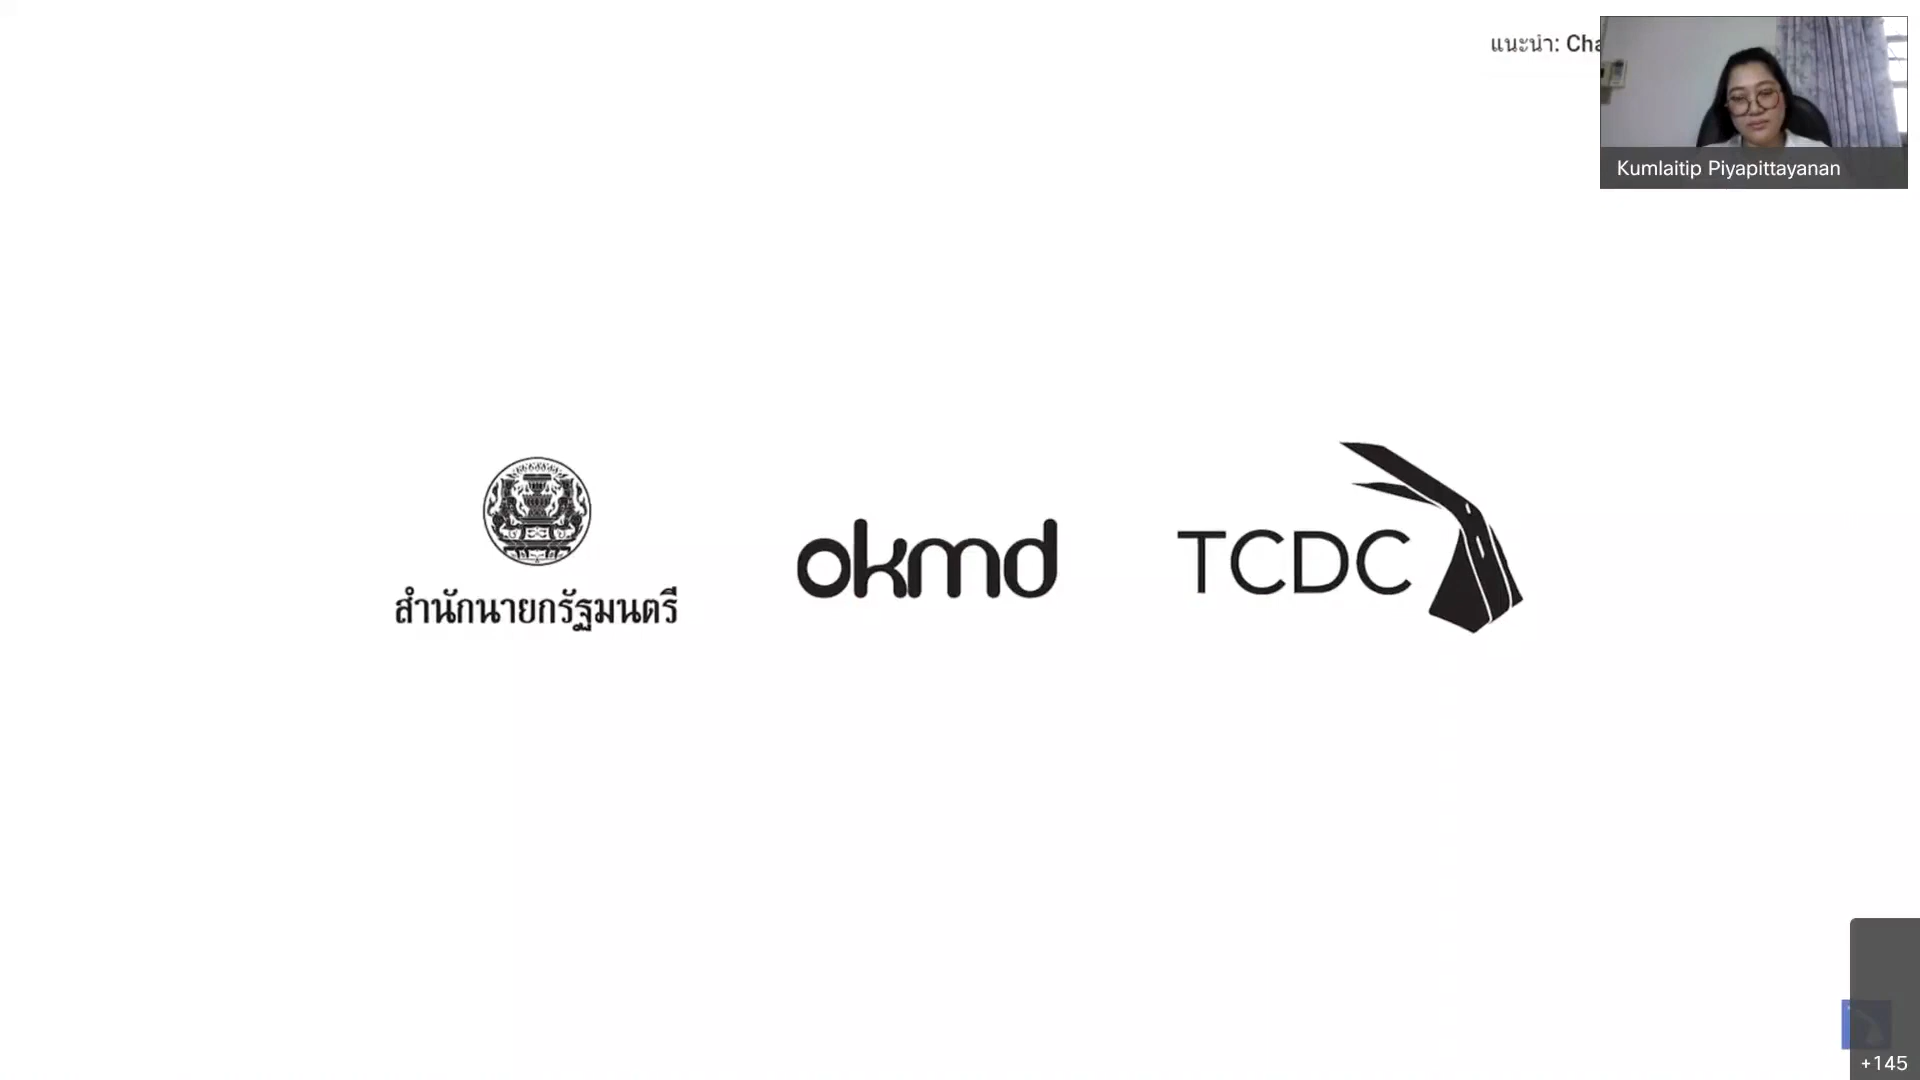 แนะนำ: Cha
Kumlaitip Piyapittayanan
สำนักนายกรัฐมนตรี
okmd
TCDC
+145